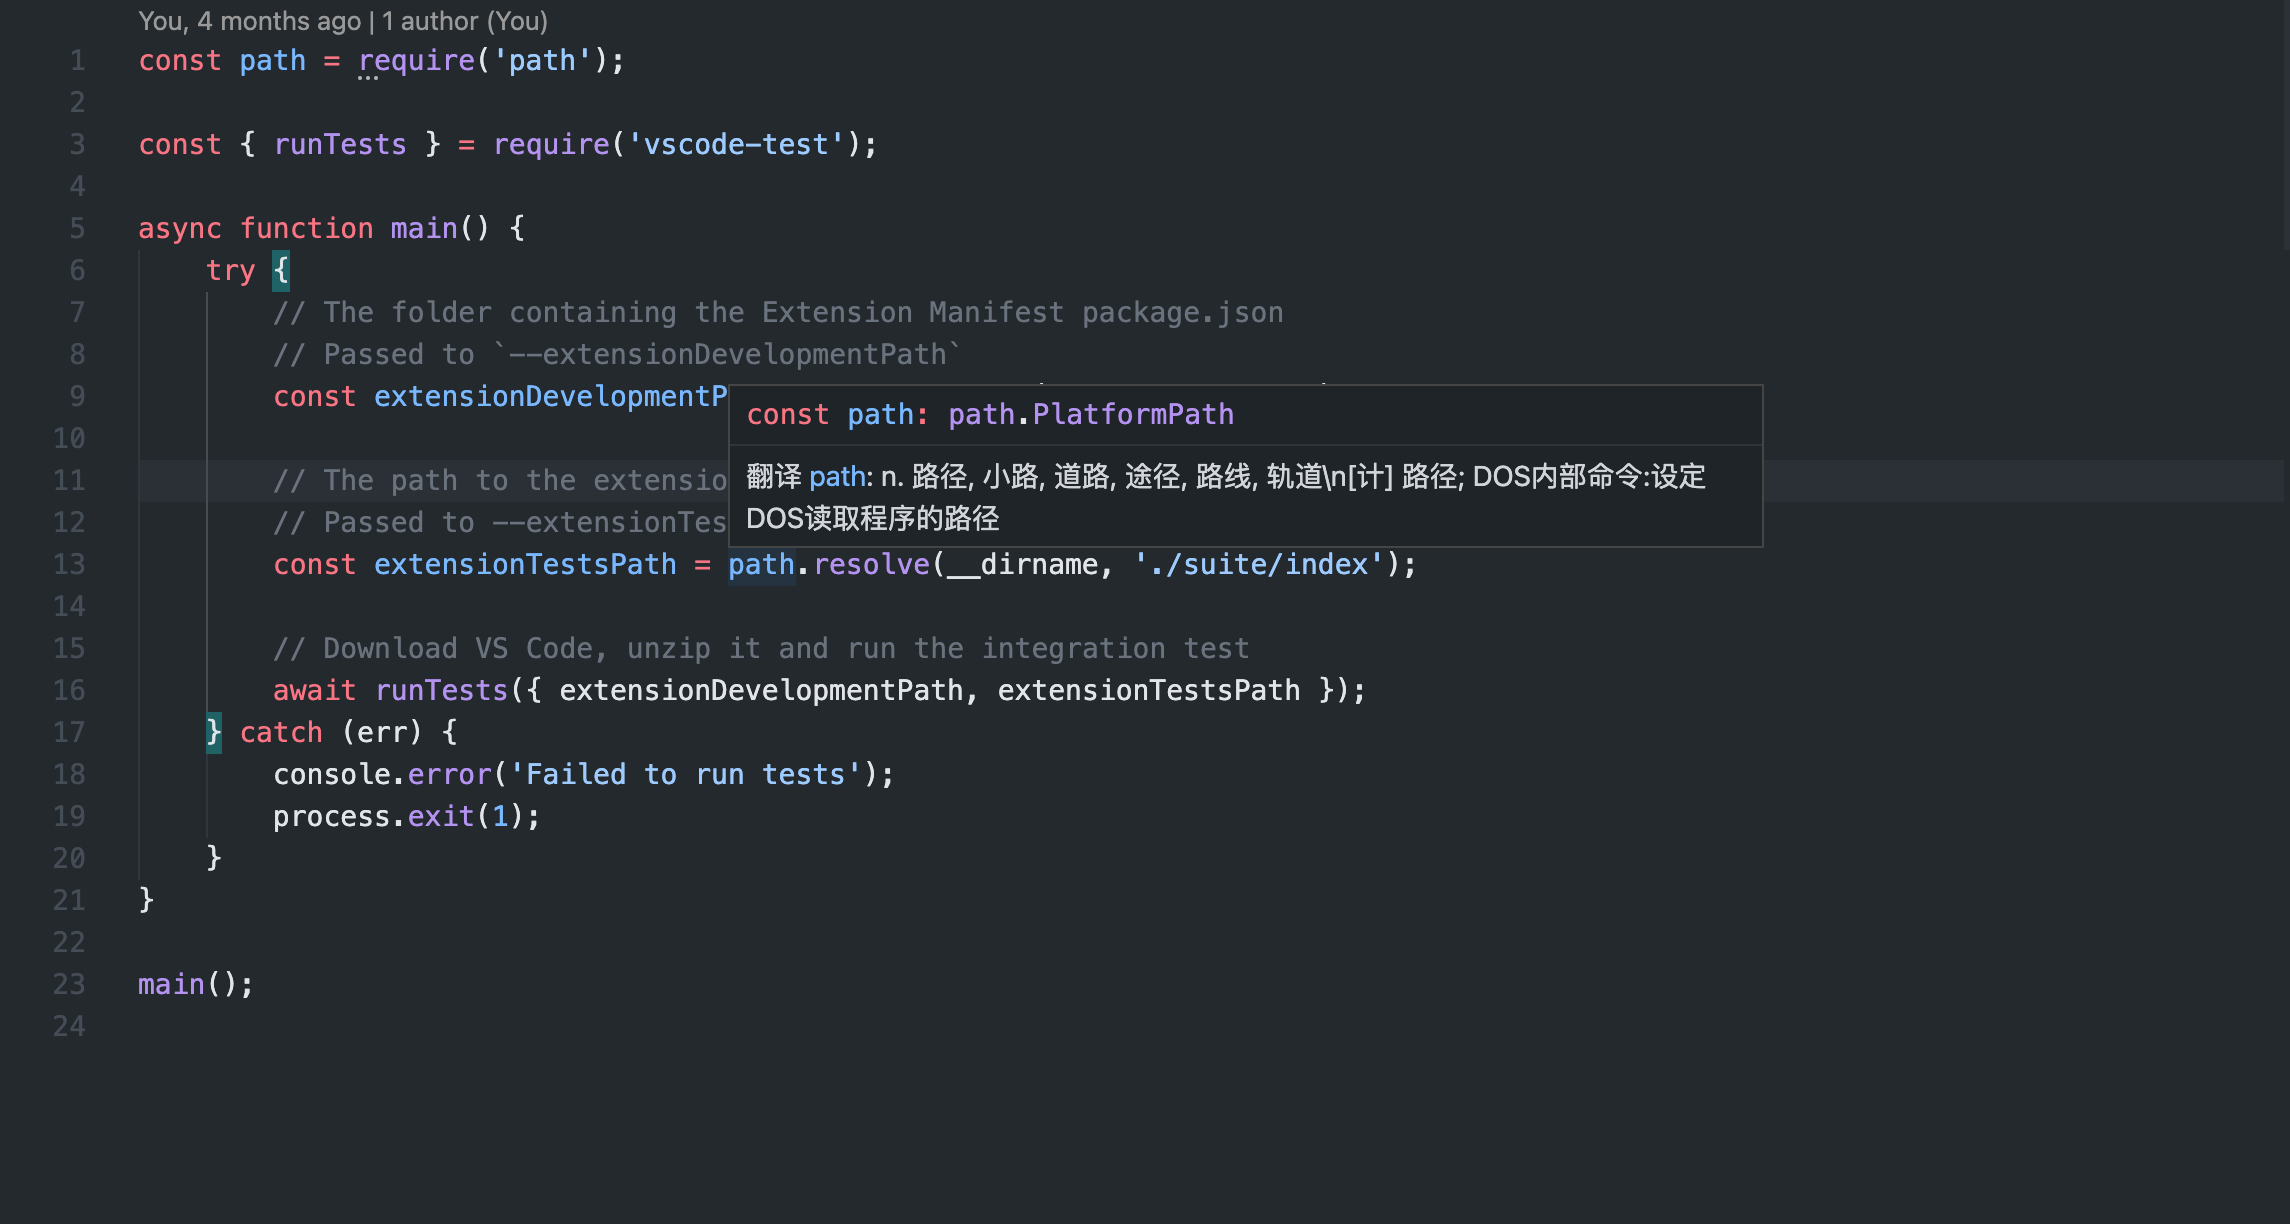 You, 4 months ago | 1 author (You)
1 const path = require('path');
2
3 const { runTests } = require('vscode-test');
4
5 async function main() {
6 try {
7 // The folder containing the Extension Manifest package.json
8 // Passed to `--extensionDevelopmentPath`
9 const extensionDevelopmentP
const path: path.PlatformPath
10
翻译 path: n. 路径, 小路, 道路, 途径, 路线, 轨道\n[计] 路径; DOS内部命令:设定
DOS读取程序的路径
11 // The path to the extensio
12 // Passed to --extensionTes
13 const extensionTestsPath = path.resolve(__dirname, './suite/index');
14
15 // Download VS Code, unzip it and run the integration test
16 await runTests({ extensionDevelopmentPath, extensionTestsPath });
17 } catch (err) {
18 console.error('Failed to run tests');
19 process.exit(1);
20 }
21 }
22
23 main();
24